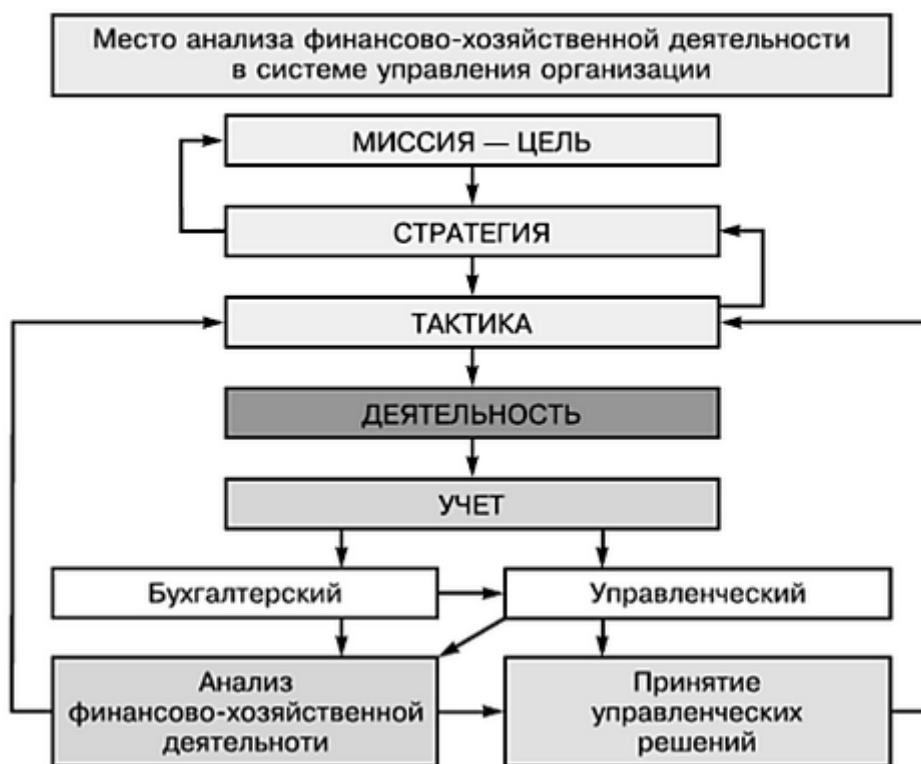 Место анализа финансово-хозяйственной деятельности
в системе управления организации
МИССИЯ — ЦЕЛЬ
СТРАТЕГИЯ
ТАКТИКА
ДЕЯТЕЛЬНОСТЬ
УЧЕТ
Бухгалтерский
Управленческий
Анализ
финансово-хозяйственной
деятельноти
Принятие
управленческих
решений